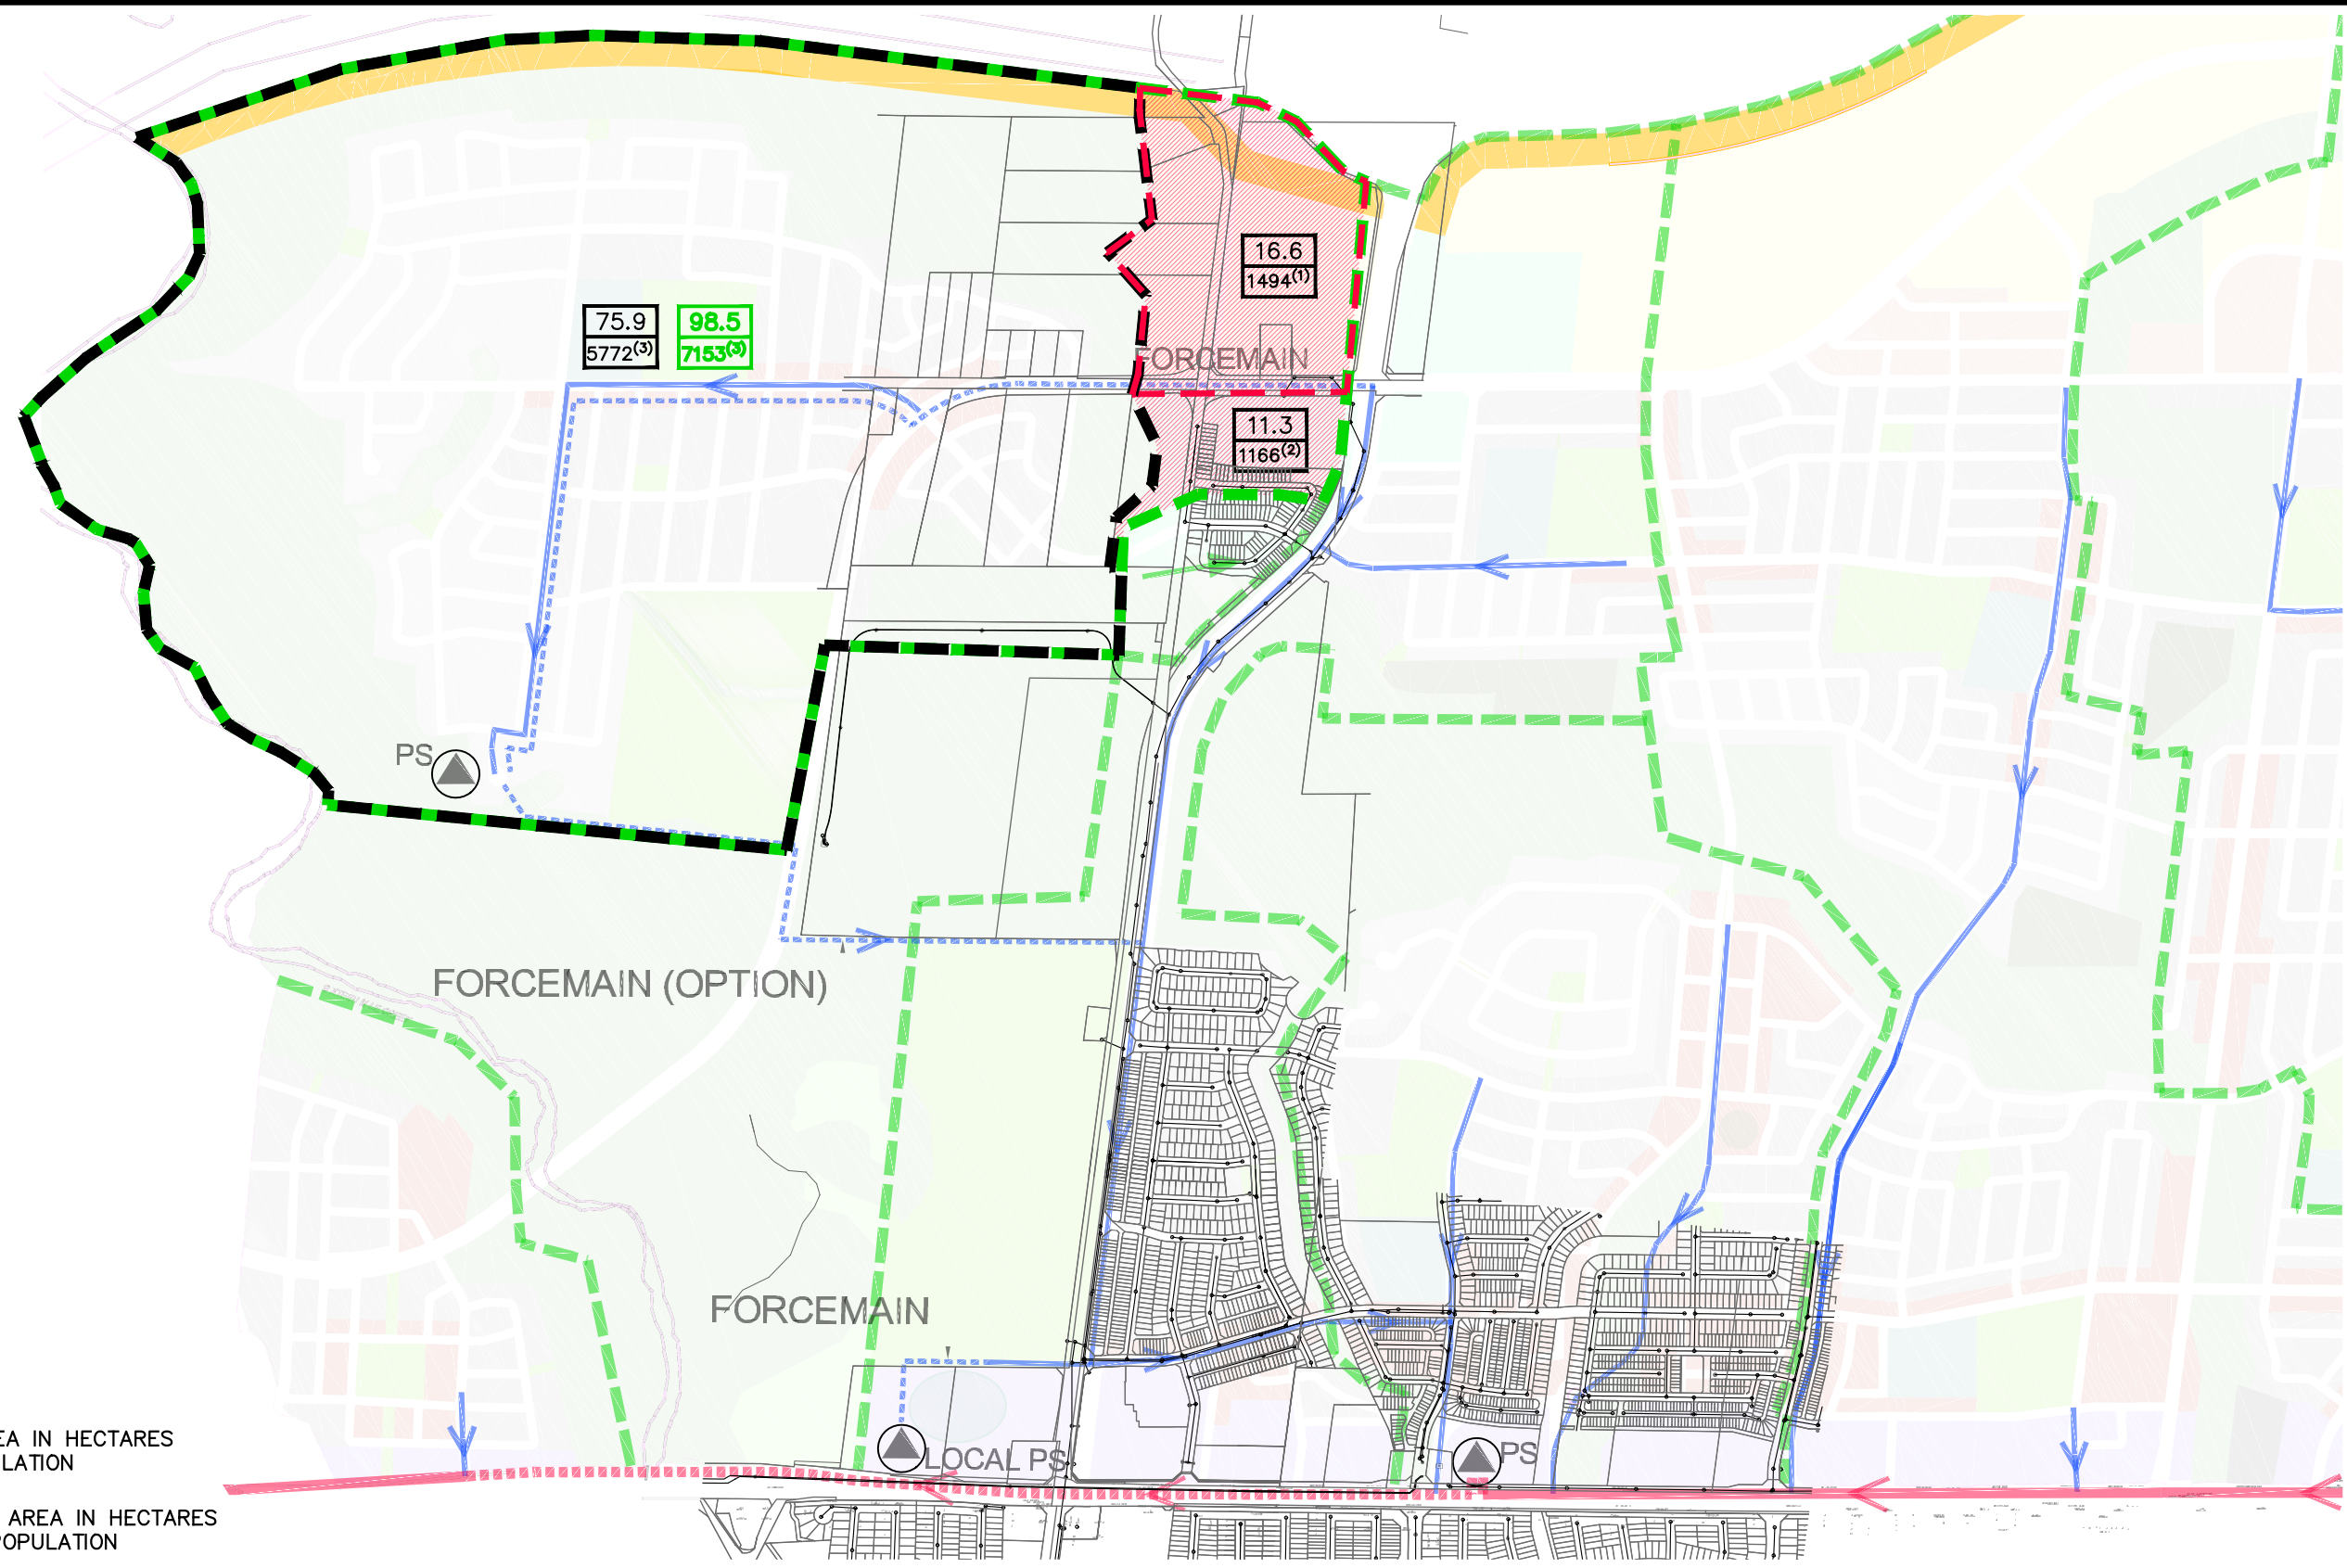 16.6
1494(1)
75.9
5772(3)
98.5
7153(3)
FORCEMAIN
11.3
1166(2)
PS
FORCEMAIN (OPTION)
FORCEMAIN
LOCAL PS
PS
EA IN HECTARES
LATION
AREA IN HECTARES
POPULATION